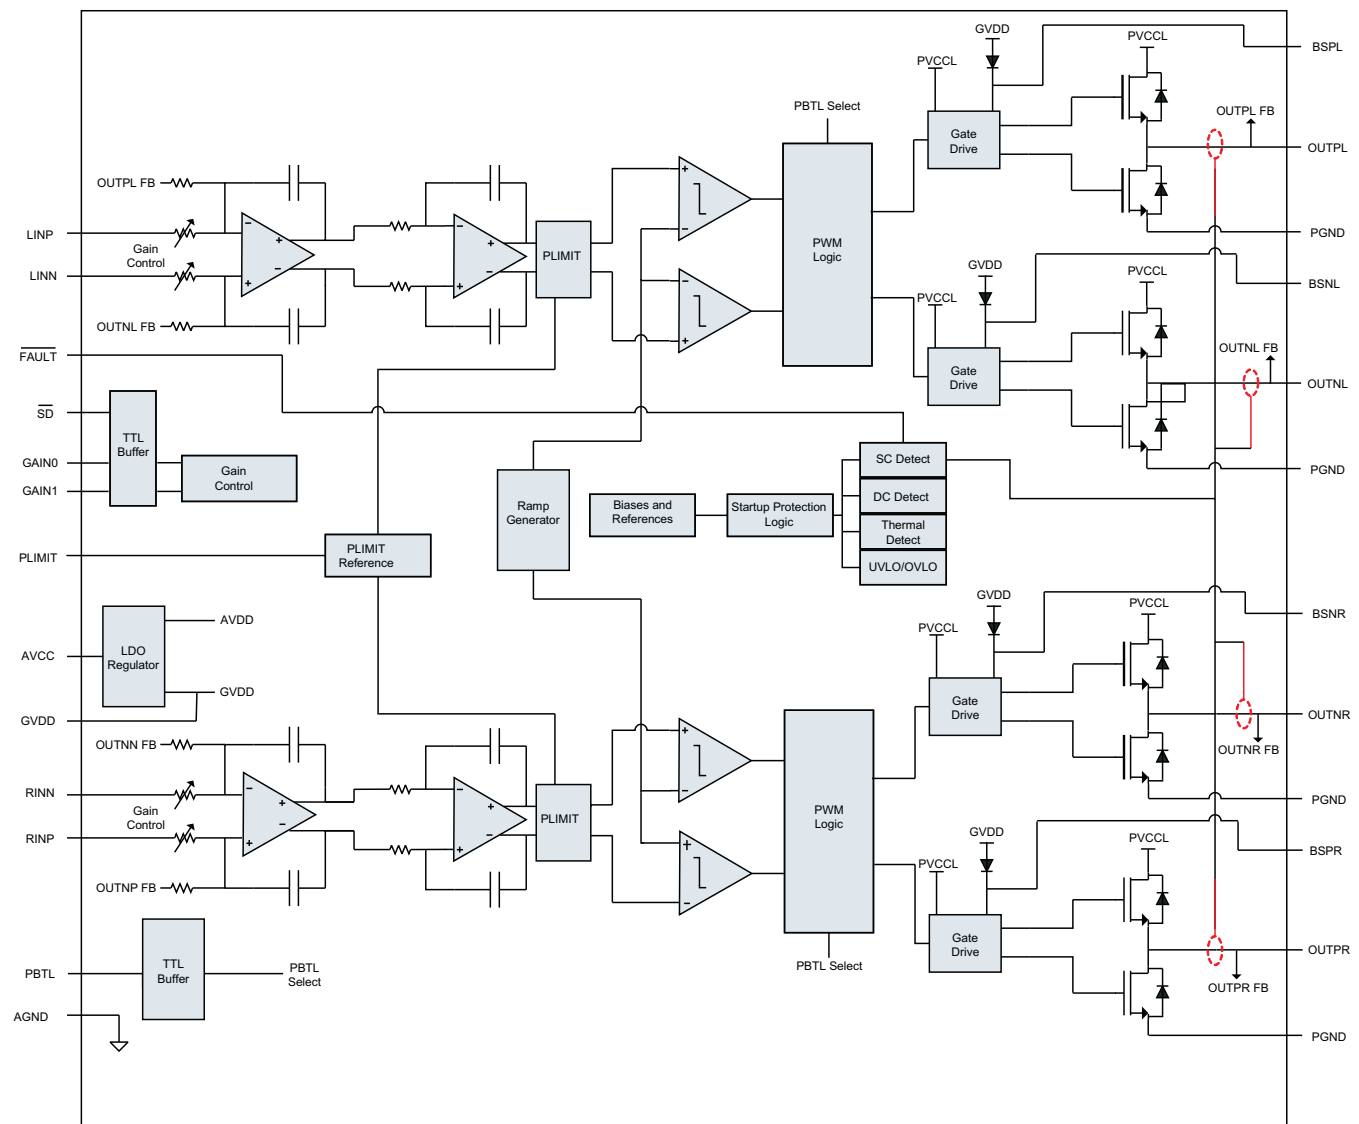 GVDD
PVCCL
BSPL
PVCCL
PBTL Select
OUTPL FB
Gate
Drive
OUTPL
OUTPL FB
LINP
Gain
Control
LINN
OUTNL FB
PLIMIT
PWM
Logic
PGND
GVDD
PVCCL
BSNL
PVCCL
OUTNL FB
Gate
Drive
OUTNL
FAULT
SD
TTL
Buffer
GAIN0
GAIN1
Gain
Control
Ramp
Generator
Biases and
References
Startup Protection
Logic
SC Detect
DC Detect
Thermal
Detect
UVLO/OVLO
PGND
PLIMIT
PLIMIT
Reference
GVDD
PVCCL
BSNR
PVCCL
AVDD
AVCC
LDO
Regulator
GVDD
GVDD
Gate
Drive
OUTNR
OUTNR FB
OUTNN FB
RINN
Gain
Control
RINP
OUTNP FB
PLIMIT
PWM
Logic
PGND
GVDD
PVCCL
BSPR
PVCCL
Gate
Drive
OUTPR
OUTPR FB
PBTL Select
PBTL
TTL
Buffer
PBTL
Select
AGND
PGND